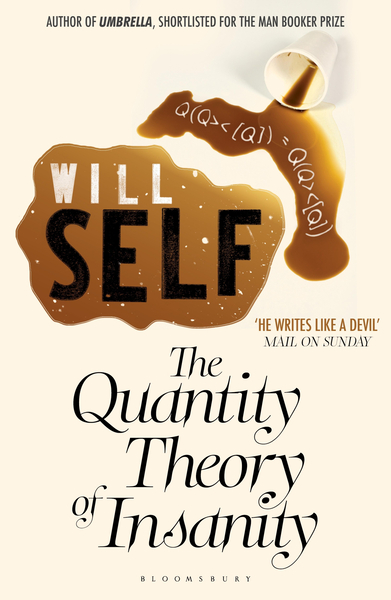 AUTHOR OF UMBRELLA, SHORTLISTED FOR THE MAN BOOKER PRIZE
Q(Q><[Q]) = Q(Q><[Q])
WILL
SELF
'HE WRITES LIKE A DEVIL'
MAIL ON SUNDAY
The
Quantity
Theory
of Insanity
BLOOMSBURY